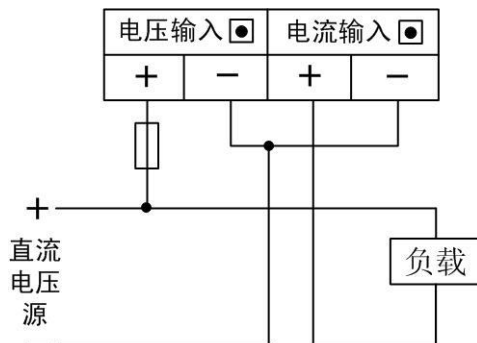 电压输入 电流输入
+ − + −
+
直流
电压
源
负载